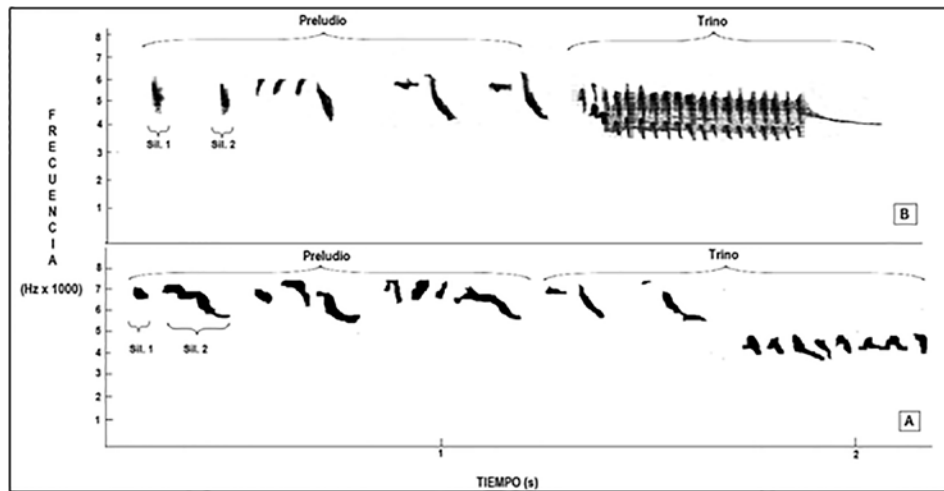 Preludio Trino
8
7
6
5
4
3
2
1
Sil. 1 Sil. 2
B
FRECUENCIA
(Hz x 1000)
Preludio Trino
8
7
6
5
4
3
2
1
Sil. 1 Sil. 2
A
1 2
TIEMPO (s)